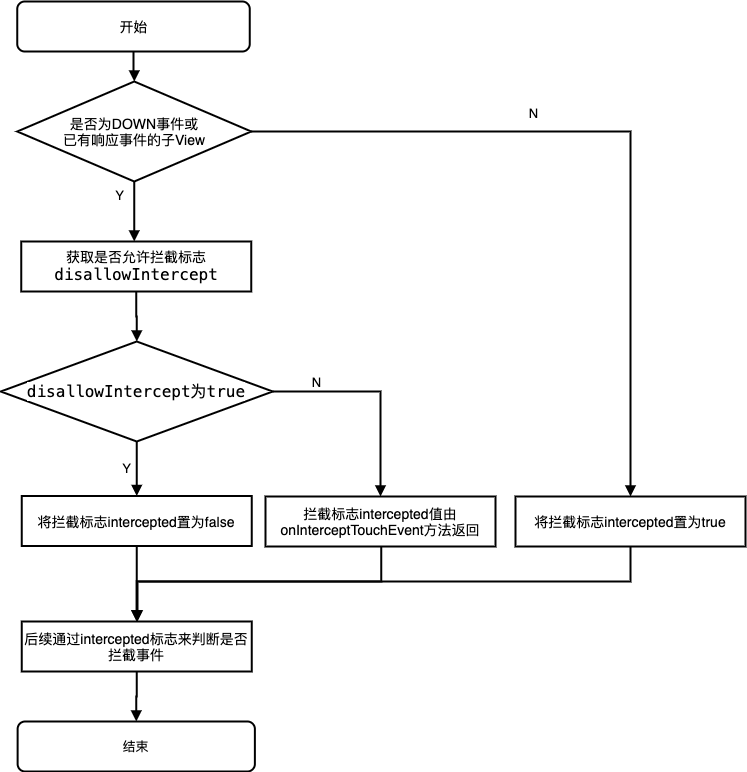 开始
是否为DOWN事件或
已有响应事件的子View
N
Y
获取是否允许拦截标志
disallowIntercept
disallowIntercept为true
N
Y
将拦截标志intercepted置为false
拦截标志intercepted值由
onInterceptTouchEvent方法返回
将拦截标志intercepted置为true
后续通过intercepted标志来判断是否
拦截事件
结束